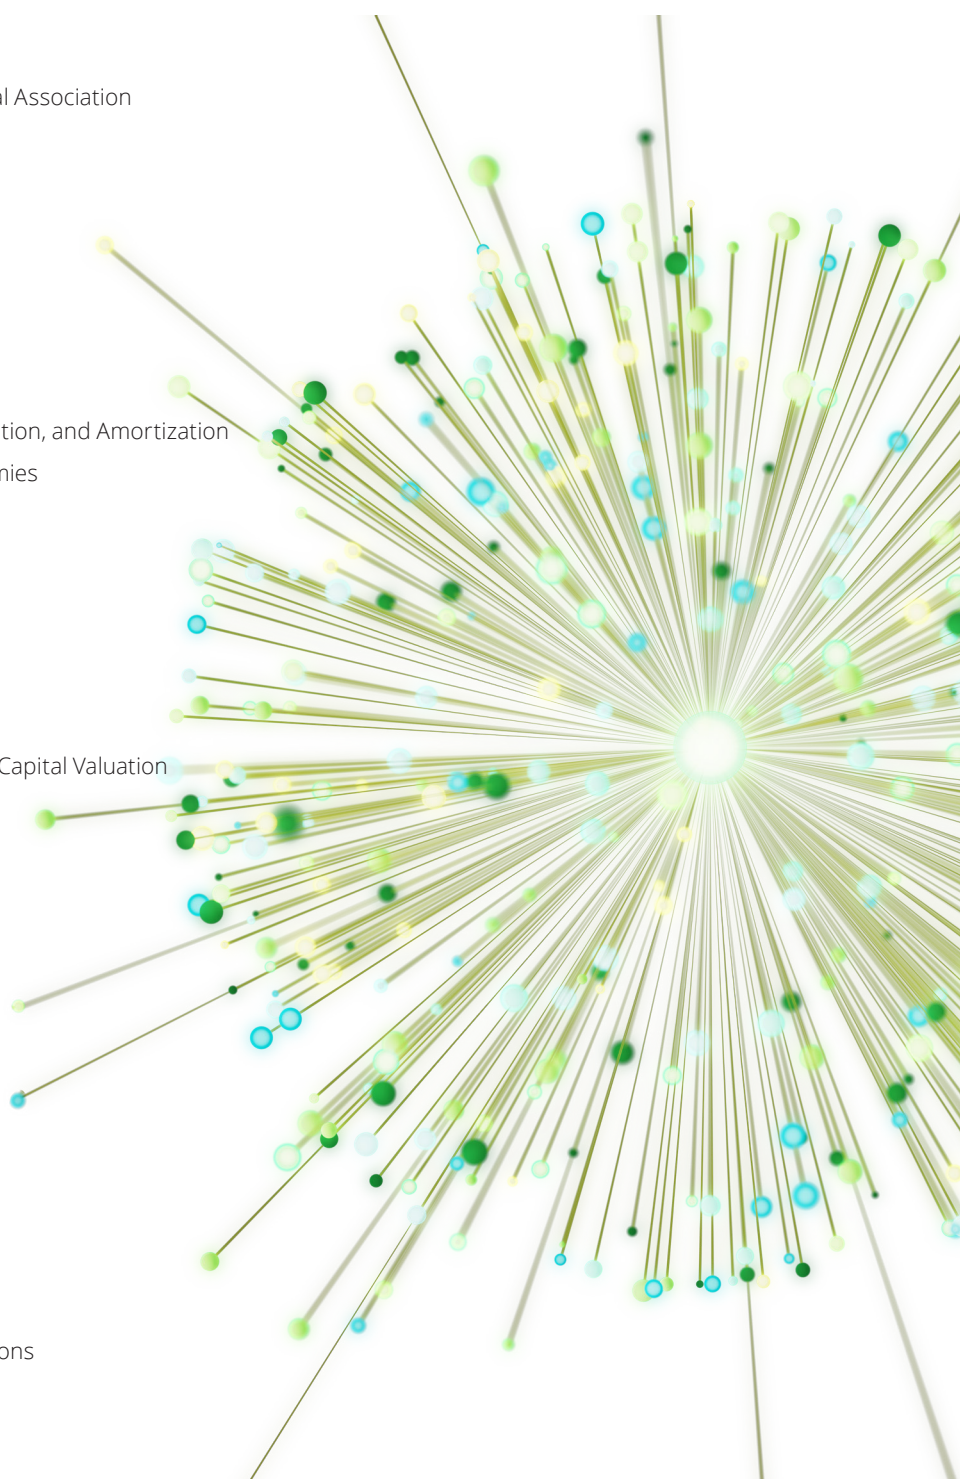 l Association
tion, and Amortization
nies
Capital Valuation
ons